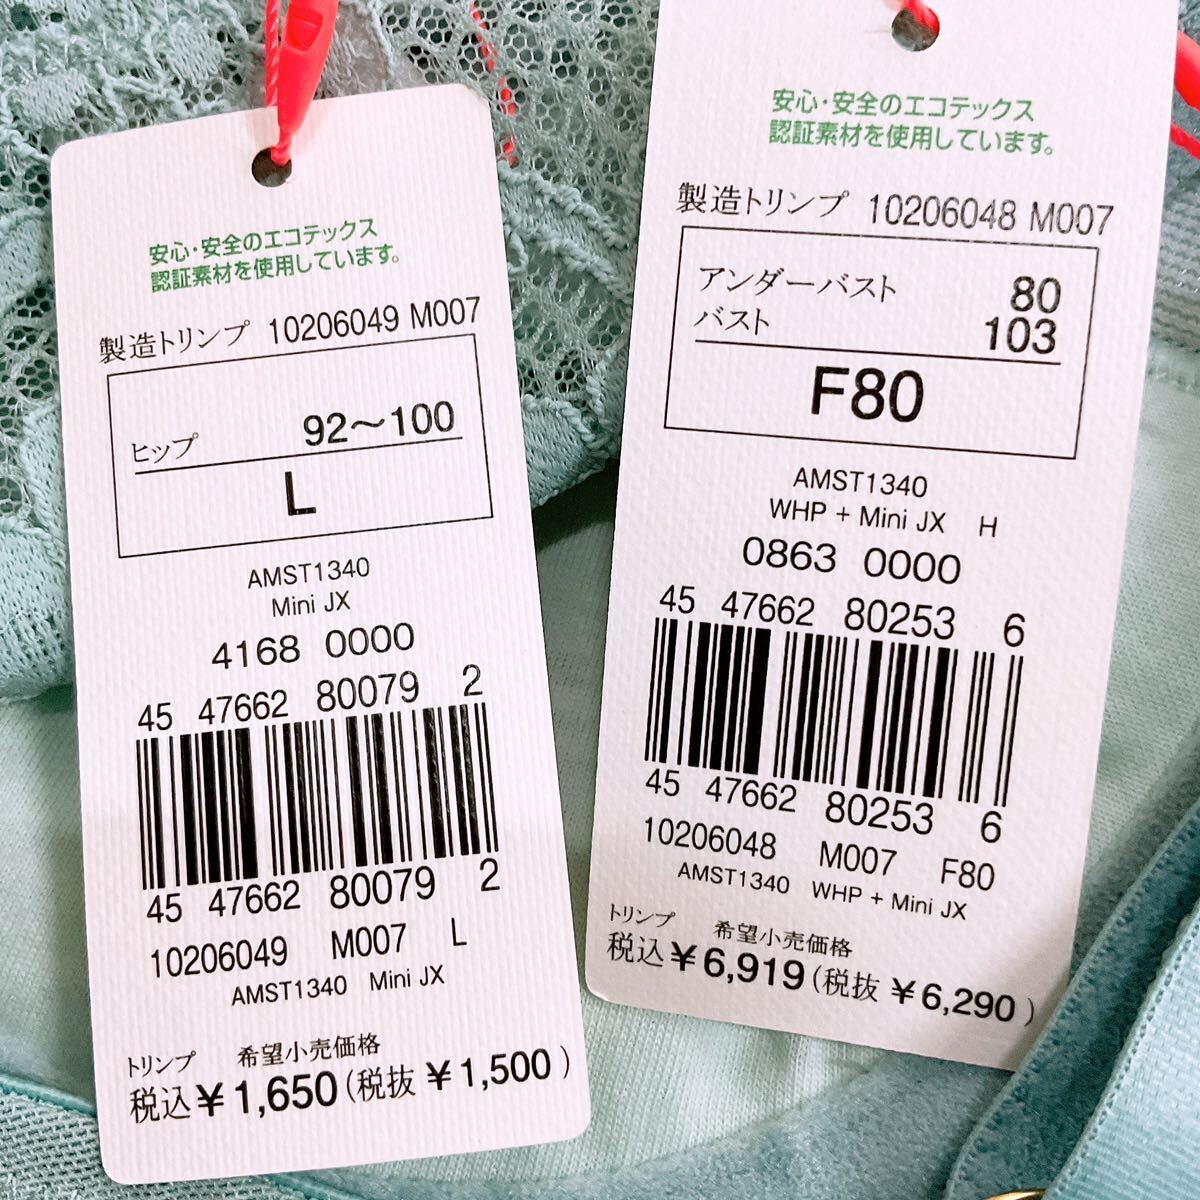 安心・安全のエコテックス
認証素材を使用しています。
製造トリンプ 10206049 M007
ヒップ 92～100
L
AMST1340
Mini JX
4168 0000
45 47662 80079 2
45 47662 80079 2
10206049 M007 L
AMST1340 Mini JX
トリンプ 希望小売価格
税込￥1,650(税抜￥1,500)
安心・安全のエコテックス
認証素材を使用しています。
製造トリンプ 10206048 M007
アンダーバスト 80
バスト 103
F80
AMST1340
WHP + Mini JX H
0863 0000
45 47662 80253 6
45 47662 80253 6
10206048 M007 F80
AMST1340 WHP + Mini JX
トリンプ 希望小売価格
税込￥6,919(税抜￥6,290)